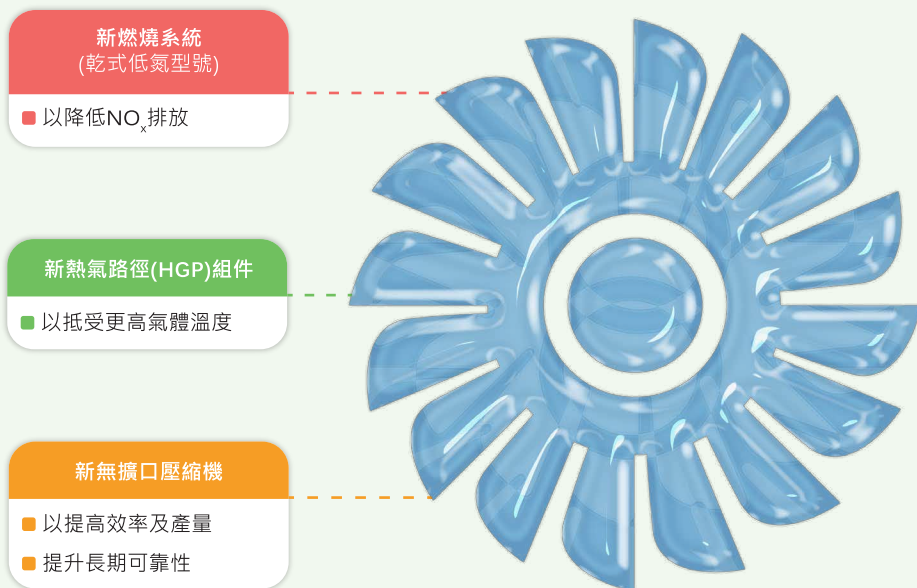 新燃燒系統
(乾式低氮型號)
以降低NOx排放
新熱氣路徑(HGP)組件
以抵受更高氣體溫度
新無擴口壓縮機
以提高效率及產量
提升長期可靠性